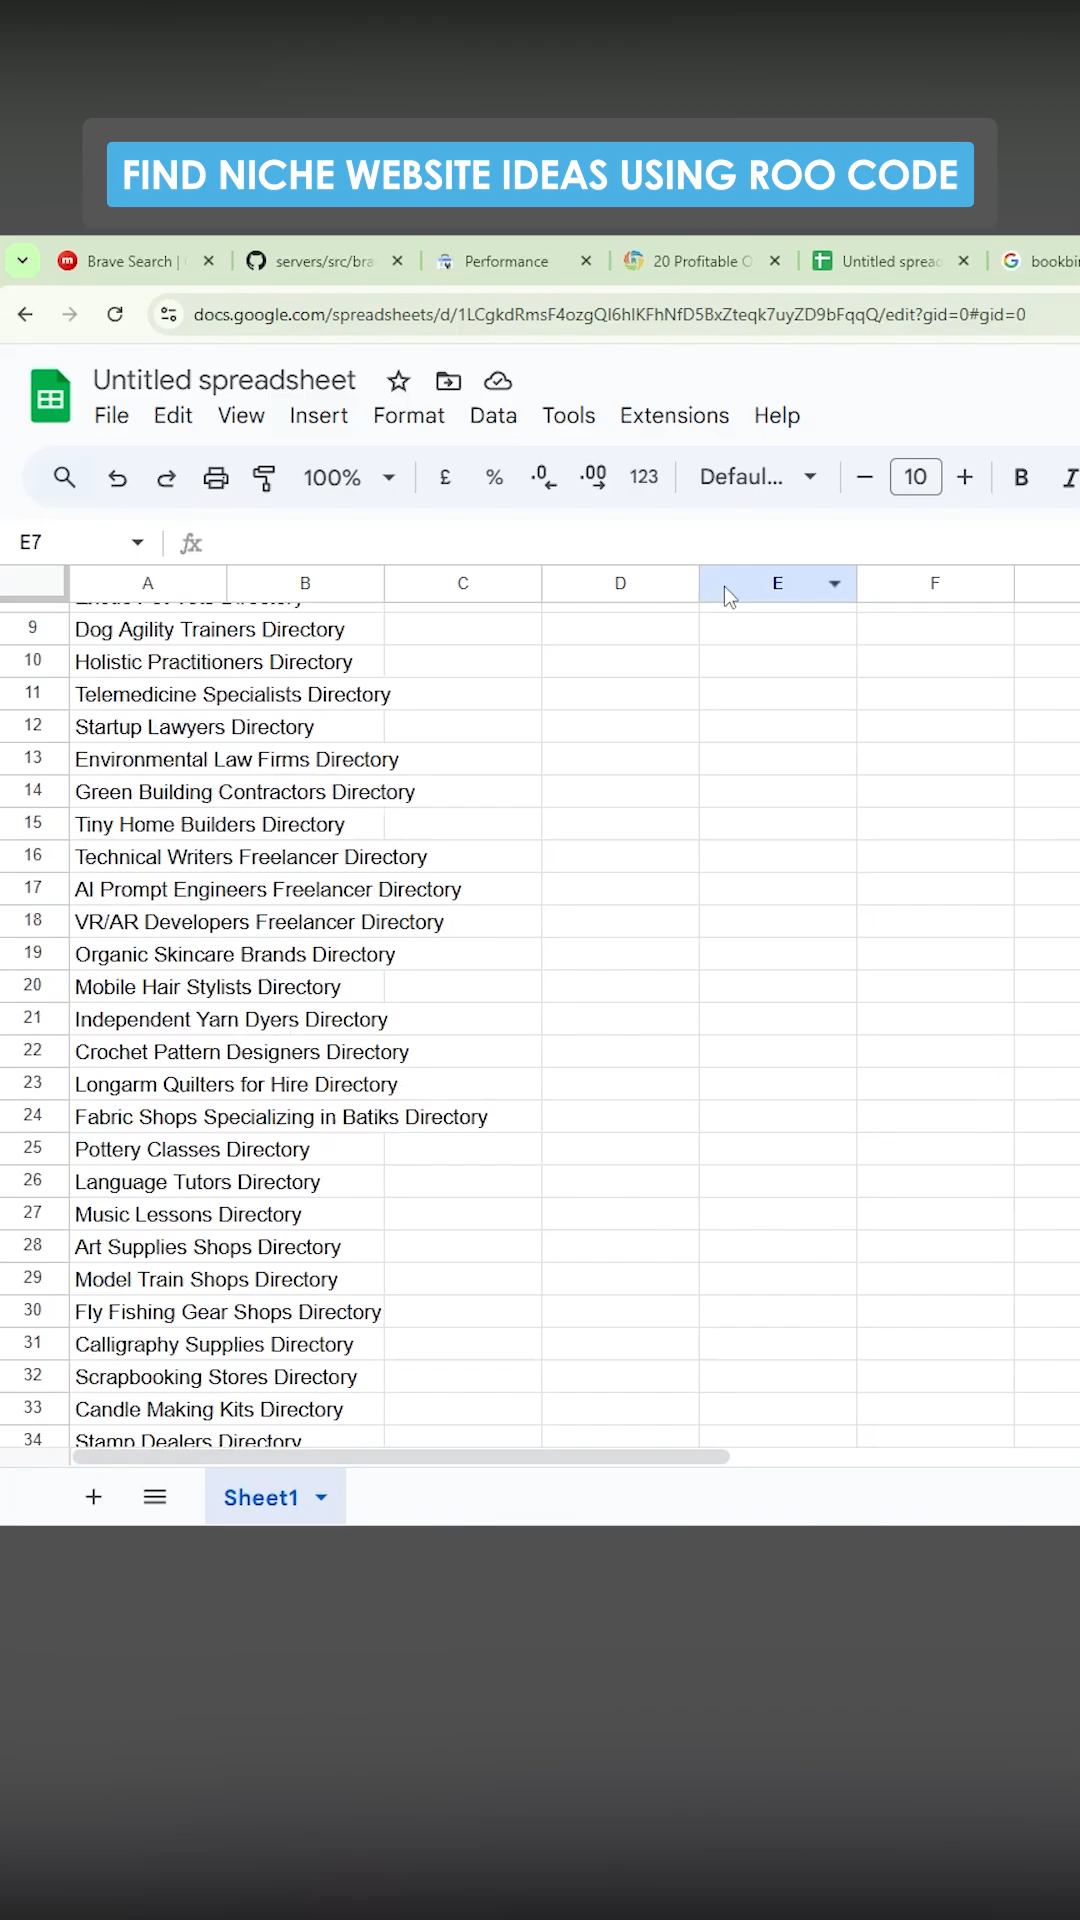 FIND NICHE WEBSITE IDEAS USING ROO CODE
Brave Search |
servers/src/bra
Performance
20 Profitable O
Untitled spread
bookbin
docs.google.com/spreadsheets/d/1LCgkdRmsF4ozgQI6hlKFhNfD5BxZteqk7uyZD9bFqqQ/edit?gid=0#gid=0
Untitled spreadsheet
File Edit View Insert Format Data Tools Extensions Help
100% £ % .0 .00 123 Defaul... − 10 + B I
E7 fx
A B C D E F
9 Dog Agility Trainers Directory
10 Holistic Practitioners Directory
11 Telemedicine Specialists Directory
12 Startup Lawyers Directory
13 Environmental Law Firms Directory
14 Green Building Contractors Directory
15 Tiny Home Builders Directory
16 Technical Writers Freelancer Directory
17 AI Prompt Engineers Freelancer Directory
18 VR/AR Developers Freelancer Directory
19 Organic Skincare Brands Directory
20 Mobile Hair Stylists Directory
21 Independent Yarn Dyers Directory
22 Crochet Pattern Designers Directory
23 Longarm Quilters for Hire Directory
24 Fabric Shops Specializing in Batiks Directory
25 Pottery Classes Directory
26 Language Tutors Directory
27 Music Lessons Directory
28 Art Supplies Shops Directory
29 Model Train Shops Directory
30 Fly Fishing Gear Shops Directory
31 Calligraphy Supplies Directory
32 Scrapbooking Stores Directory
33 Candle Making Kits Directory
34 Stamp Dealers Directory
Sheet1